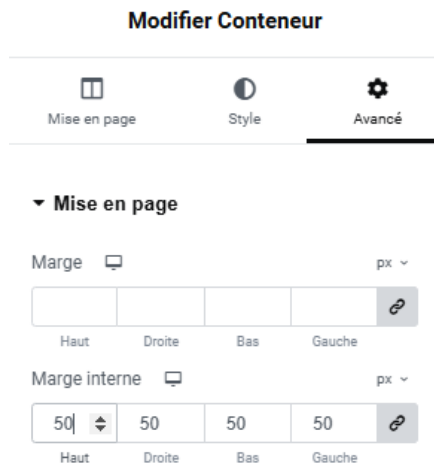 Modifier Conteneur
Mise en page Style Avancé
Mise en page
Marge px
Haut Droite Bas Gauche
Marge interne px
50 50 50 50
Haut Droite Bas Gauche